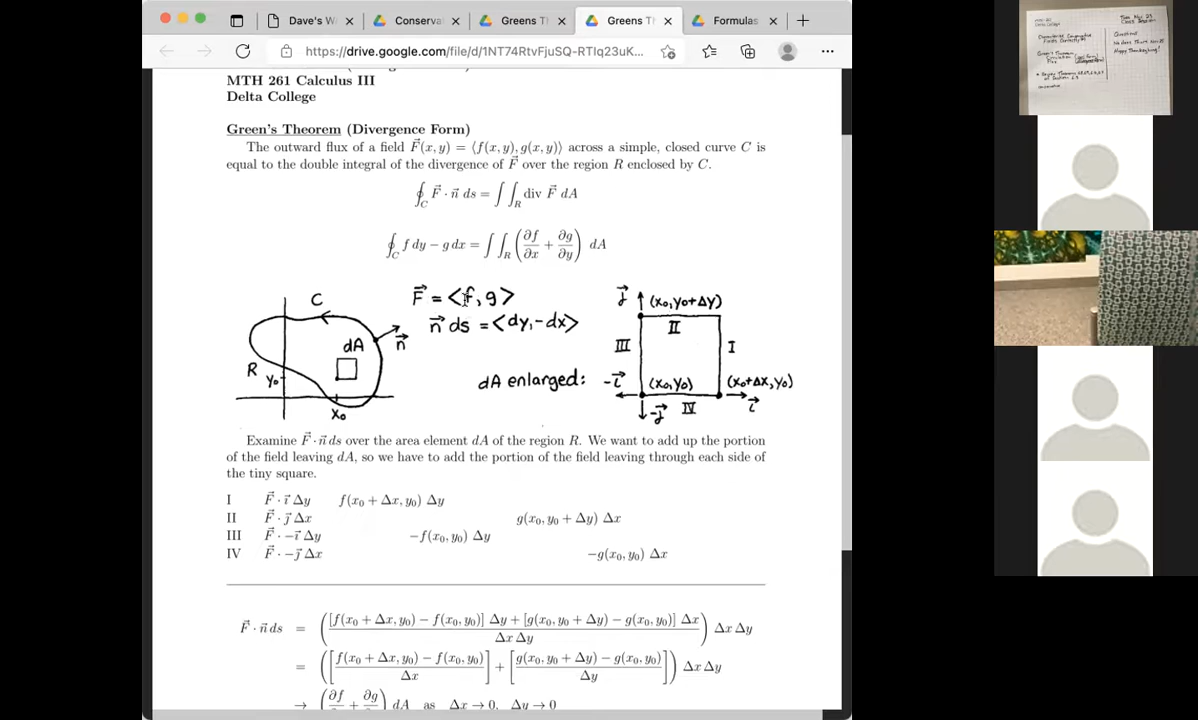 Dave's W
Conserva
Greens Tl
Greens Tl
Formulas
https://drive.google.com/file/d/1NT74RtvFjuSQ-RTIq23uK...
MTH 261 Calculus III
Delta College
Green's Theorem (Divergence Form)
The outward flux of a field F⃗(x, y) = ⟨f(x, y), g(x, y)⟩ across a simple, closed curve C is
equal to the double integral of the divergence of F⃗ over the region R enclosed by C.
∮_C F⃗ · n⃗ ds = ∫∫_R div F⃗ dA
∮_C f dy − g dx = ∫∫_R (∂f/∂x + ∂g/∂y) dA
C
F⃗ = <f, g>
n⃗ ds = <dy, -dx>
dA
n⃗
R
y₀
x₀
dA enlarged:
j⃗ (x₀, y₀+Δy)
II
III
I
-i⃗ (x₀, y₀) (x₀+Δx, y₀)
-j⃗ IV i⃗
Examine F⃗ · n⃗ ds over the area element dA of the region R. We want to add up the portion
of the field leaving dA, so we have to add the portion of the field leaving through each side of
the tiny square.
I F⃗ · i⃗ Δy f(x₀ + Δx, y₀) Δy
II F⃗ · j⃗ Δx g(x₀, y₀ + Δy) Δx
III F⃗ · −i⃗ Δy −f(x₀, y₀) Δy
IV F⃗ · −j⃗ Δx −g(x₀, y₀) Δx
F⃗ · n⃗ ds = ([f(x₀ + Δx, y₀) − f(x₀, y₀)] Δy + [g(x₀, y₀ + Δy) − g(x₀, y₀)] Δx / Δx Δy) Δx Δy
= ([f(x₀ + Δx, y₀) − f(x₀, y₀) / Δx] + [g(x₀, y₀ + Δy) − g(x₀, y₀) / Δy]) Δx Δy
→ (∂f/∂x + ∂g/∂y) dA as Δx → 0, Δy → 0